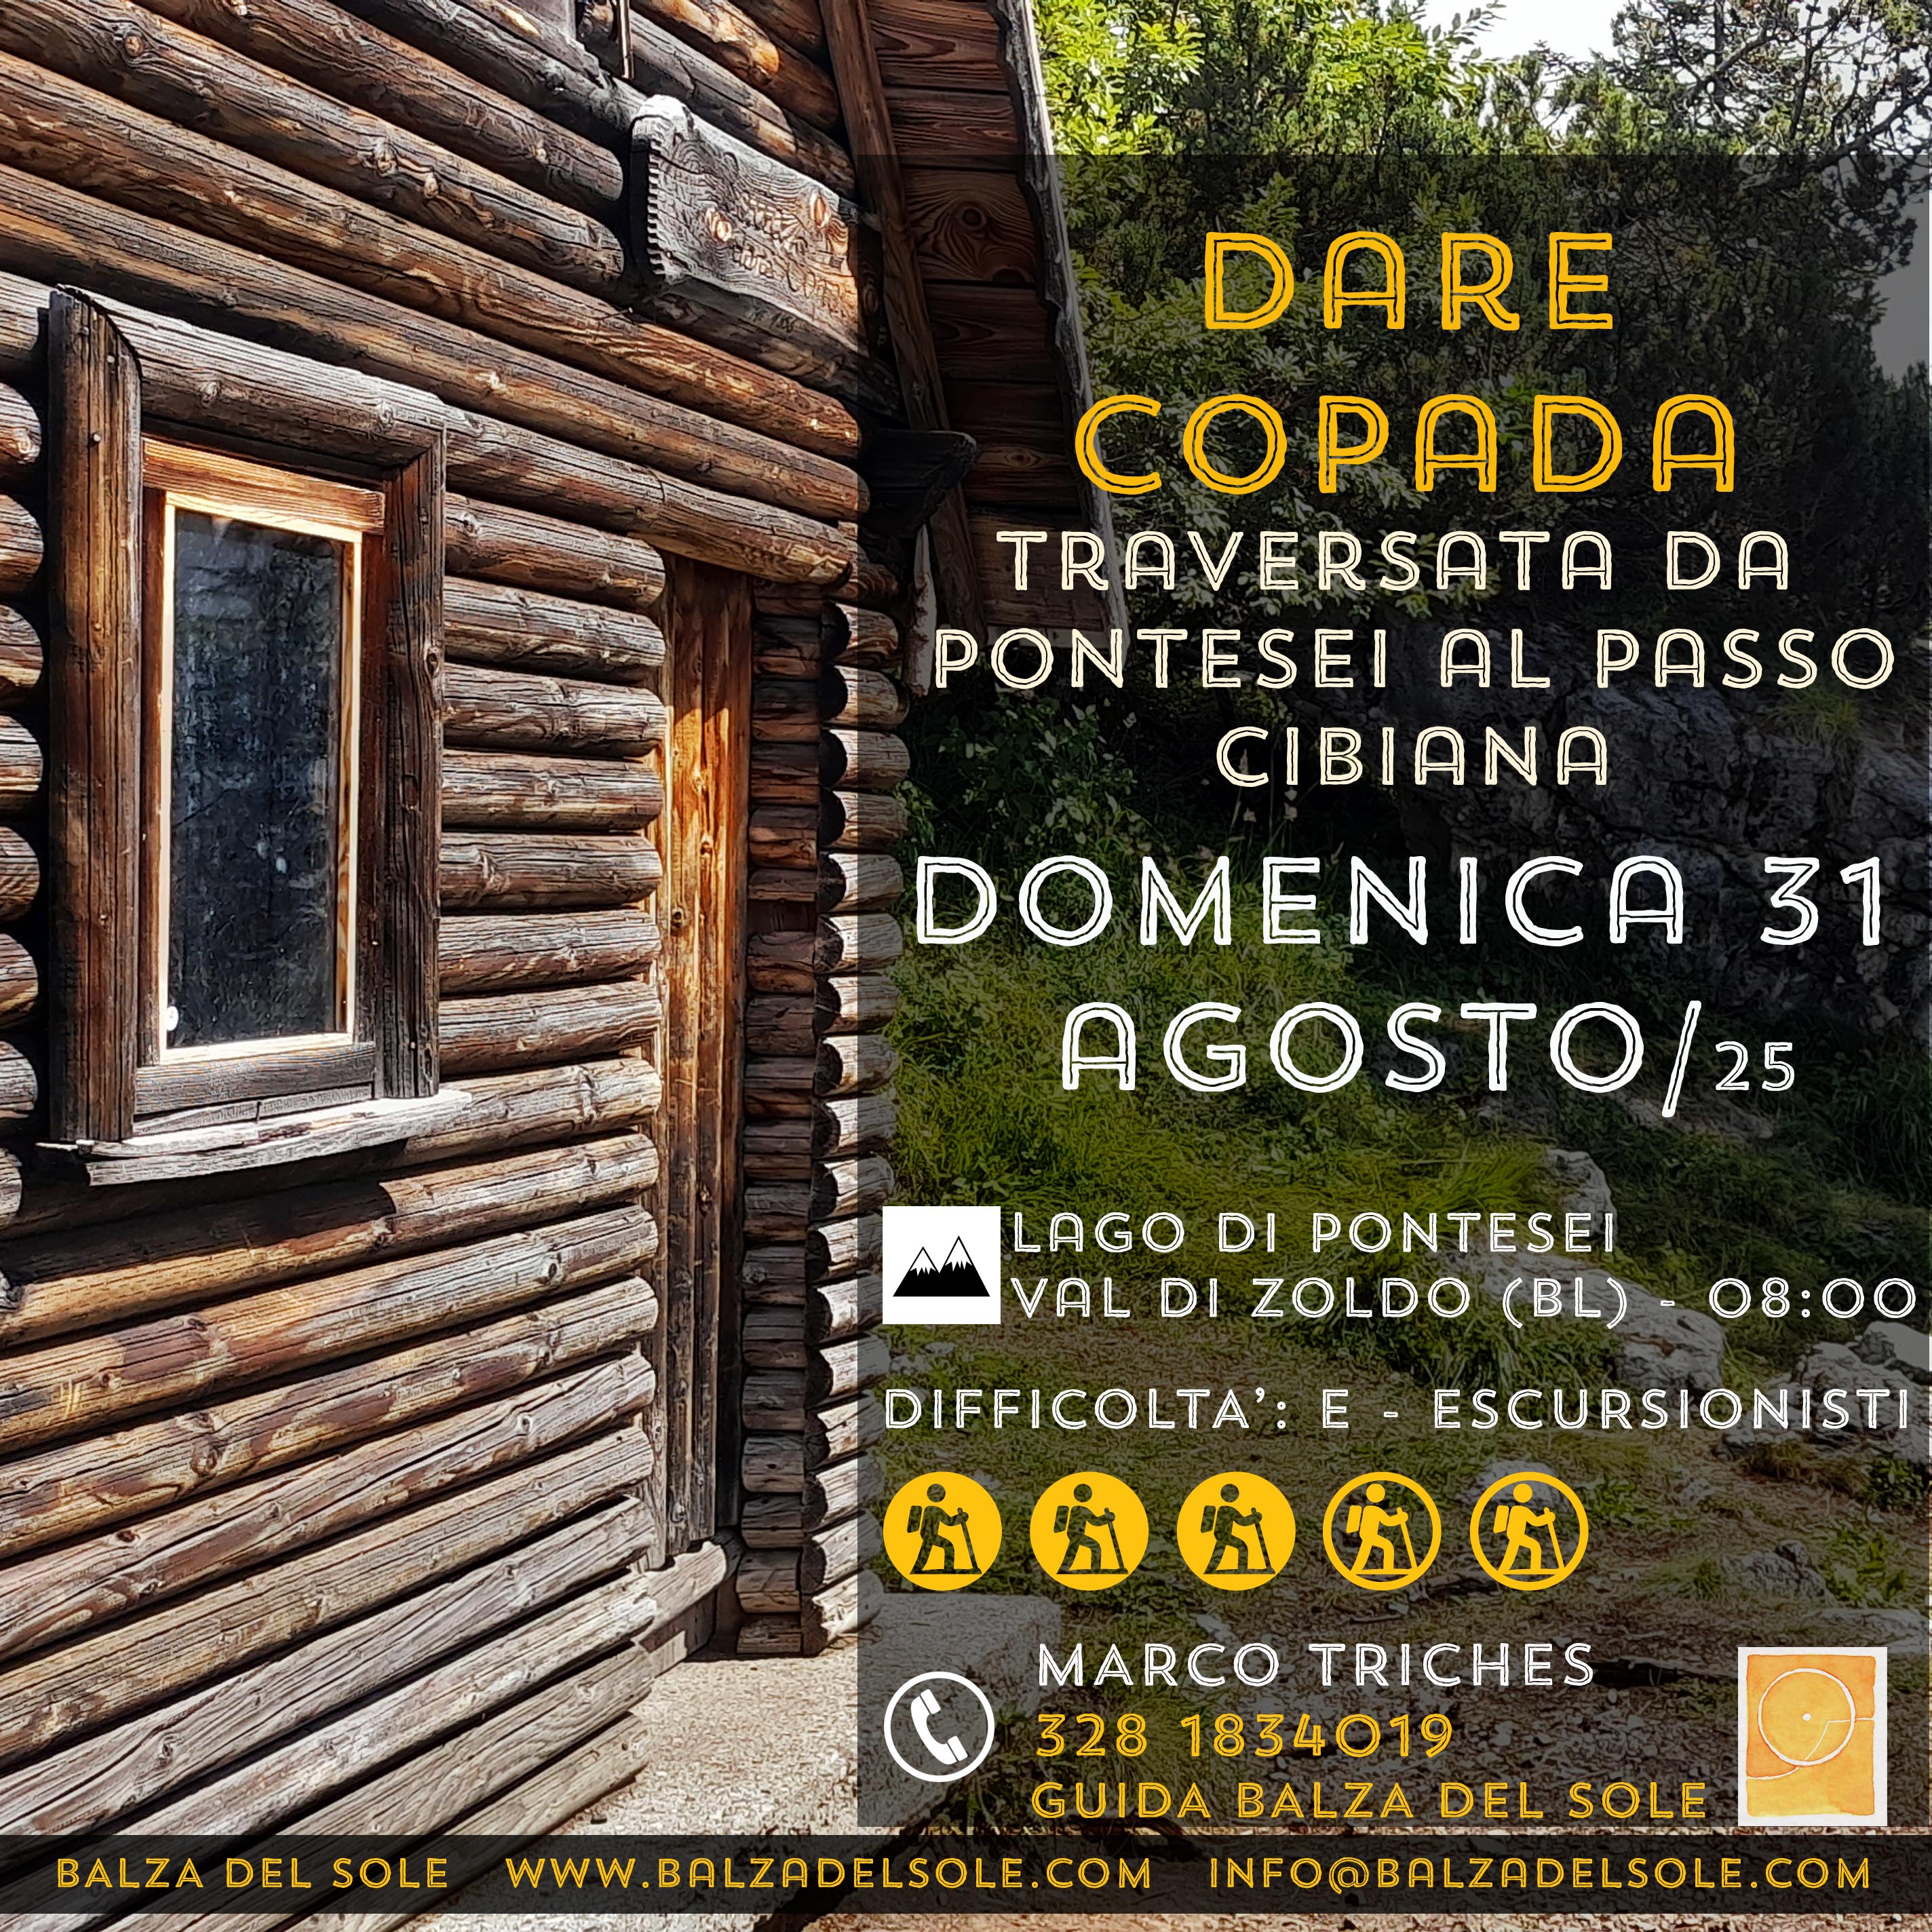 DARE
COPADA
TRAVERSATA DA
PONTESEI AL PASSO
CIBIANA
DOMENICA 31
AGOSTO/25
LAGO DI PONTESEI
VAL DI ZOLDO (BL) - 08:00
DIFFICOLTA': E - ESCURSIONISTI
MARCO TRICHES
328 1834019
GUIDA BALZA DEL SOLE
BALZA DEL SOLE WWW.BALZADELSOLE.COM INFO@BALZADELSOLE.COM